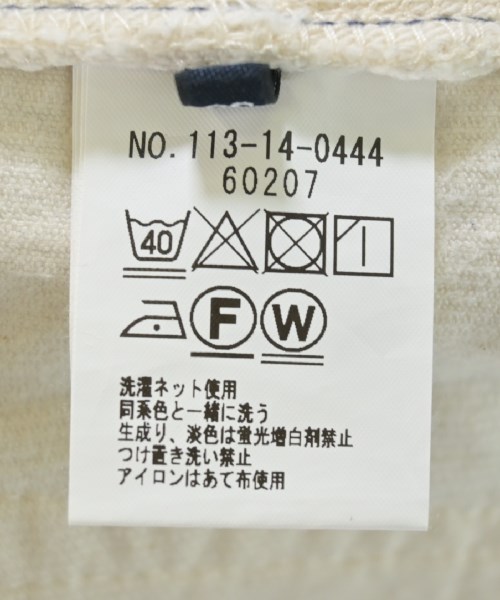 NO. 113-14-0444
60207
40
F W
洗濯ネット使用
同系色と一緒に洗う
生成り、淡色は蛍光増白剤禁止
つけ置き洗い禁止
アイロンはあて布使用